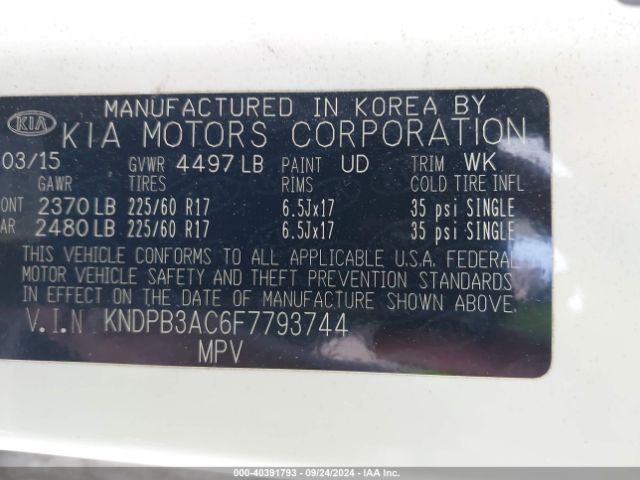 KIA
MANUFACTURED IN KOREA BY
KIA MOTORS CORPORATION
03/15 GVWR 4497 LB PAINT UD TRIM WK
GAWR TIRES RIMS COLD TIRE INFL
ONT 2370 LB 225/60 R17 6.5Jx17 35 psi SINGLE
AR 2480 LB 225/60 R17 6.5Jx17 35 psi SINGLE
THIS VEHICLE CONFORMS TO ALL APPLICABLE U.S.A. FEDERAL
MOTOR VEHICLE SAFETY AND THEFT PREVENTION STANDARDS
IN EFFECT ON THE DATE OF MANUFACTURE SHOWN ABOVE.
V.I.N KNDPB3AC6F7793744
MPV
000-40391793 - 09/24/2024 - IAA Inc.